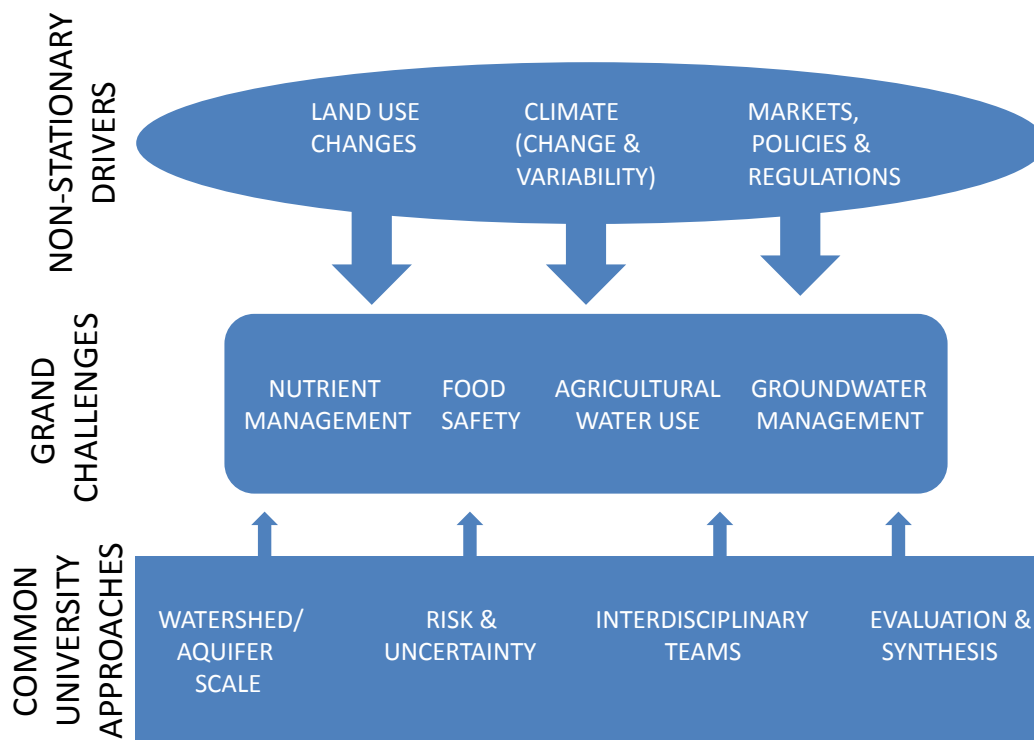 NON-STATIONARY
DRIVERS
LAND USE
CHANGES
CLIMATE
(CHANGE &
VARIABILITY)
MARKETS,
POLICIES &
REGULATIONS
GRAND
CHALLENGES
NUTRIENT
MANAGEMENT
FOOD
SAFETY
AGRICULTURAL
WATER USE
GROUNDWATER
MANAGEMENT
COMMON
UNIVERSITY
APPROACHES
WATERSHED/
AQUIFER
SCALE
RISK &
UNCERTAINTY
INTERDISCIPLINARY
TEAMS
EVALUATION &
SYNTHESIS